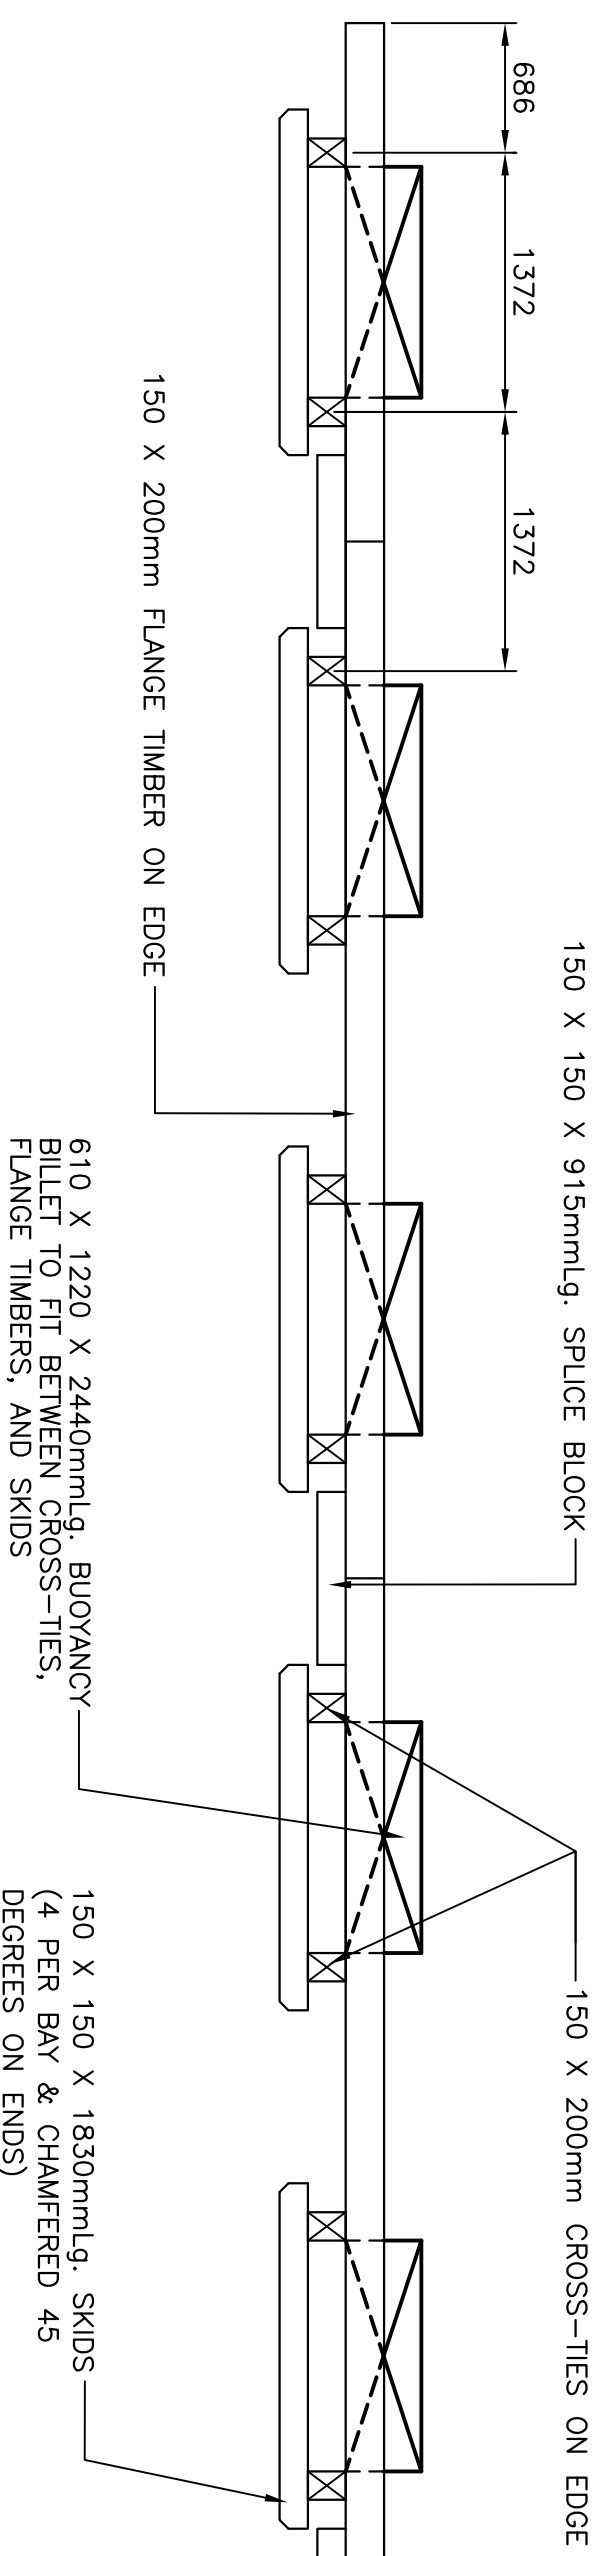 686
1372
1372
150 X 150 X 915mmLg. SPLICE BLOCK
150 X 200mm CROSS-TIES ON EDGE
150 X 200mm FLANGE TIMBER ON EDGE
610 X 1220 X 2440mmLg. BUOYANCY
BILLET TO FIT BETWEEN CROSS-TIES,
FLANGE TIMBERS, AND SKIDS
150 X 150 X 1830mmLg. SKIDS
(4 PER BAY & CHAMFERED 45
DEGREES ON ENDS)